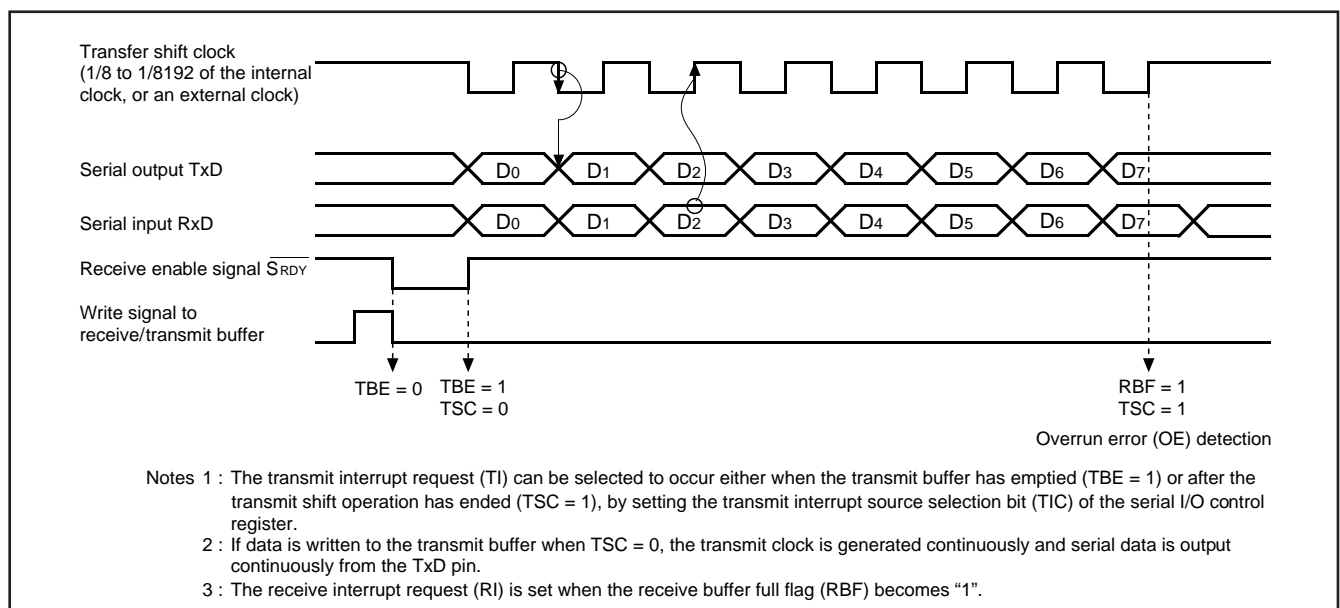 Transfer shift clock
(1/8 to 1/8192 of the internal
clock, or an external clock)
Serial output TxD
D0 D1 D2 D3 D4 D5 D6 D7
Serial input RxD
D0 D1 D2 D3 D4 D5 D6 D7
Receive enable signal SRDY
Write signal to
receive/transmit buffer
TBE = 0
TBE = 1
TSC = 0
RBF = 1
TSC = 1
Overrun error (OE) detection
Notes 1 : The transmit interrupt request (TI) can be selected to occur either when the transmit buffer has emptied (TBE = 1) or after the
transmit shift operation has ended (TSC = 1), by setting the transmit interrupt source selection bit (TIC) of the serial I/O control
register.
2 : If data is written to the transmit buffer when TSC = 0, the transmit clock is generated continuously and serial data is output
continuously from the TxD pin.
3 : The receive interrupt request (RI) is set when the receive buffer full flag (RBF) becomes “1”.